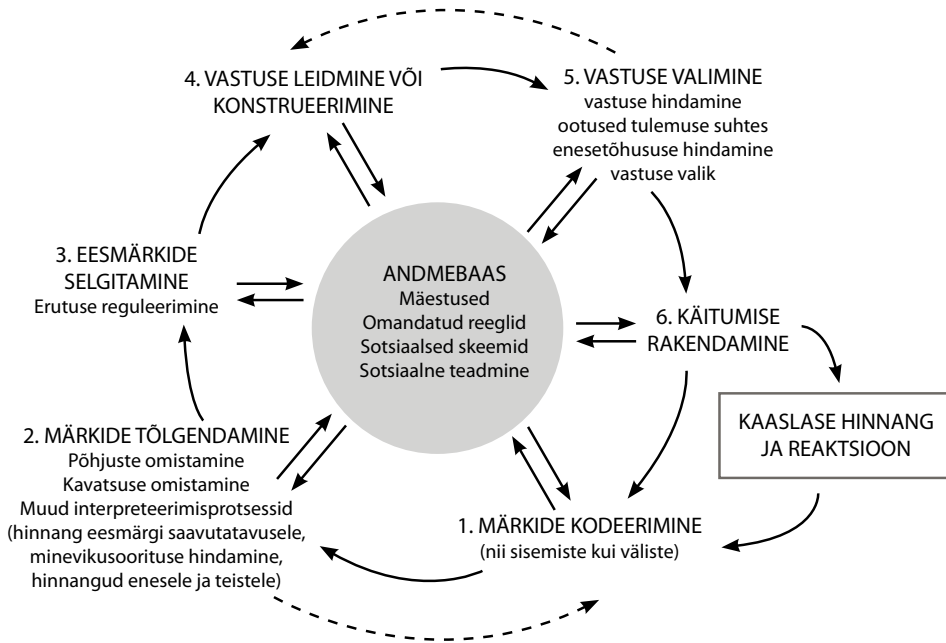 4. VASTUSE LEIDMINE VÕI
KONSTRUEERIMINE
5. VASTUSE VALIMINE
vastuse hindamine
ootused tulemuse suhtes
enesetõhususe hindamine
vastuse valik
3. EESMÄRKIDE
SELGITAMINE
Erutuse reguleerimine
ANDMEBAAS
Mäestused
Omandatud reeglid
Sotsiaalsed skeemid
Sotsiaalne teadmine
6. KÄITUMISE
RAKENDAMINE
KAASLASE HINNANG
JA REAKTSIOON
2. MÄRKIDE TÕLGENDAMINE
Põhjuste omistamine
Kavatsuse omistamine
Muud interpreteerimisprotsessid
(hinnang eesmärgi saavutatavusele,
minevikusoorituse hindamine,
hinnangud enesele ja teistele)
1. MÄRKIDE KODEERIMINE
(nii sisemiste kui väliste)